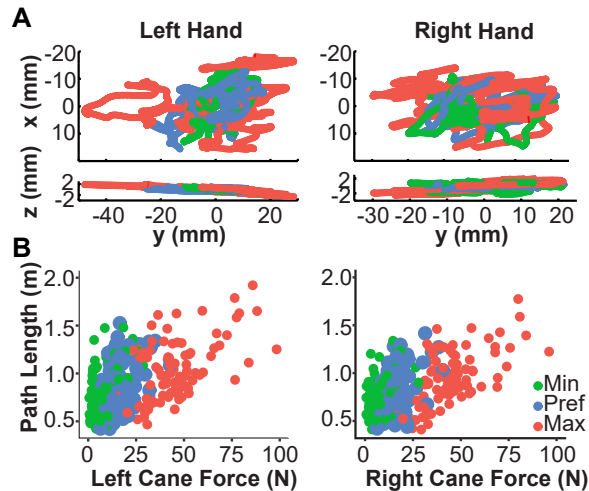 A
Left Hand
Right Hand
x (mm)
-20
-10
0
10
z (mm)
2
-2
-40
-20
0
20
y (mm)
-20
-10
0
10
2
-2
-30
-20
-10
0
10
20
y (mm)
B
Path Length (m)
2.0
1.5
1.0
0.5
0
25
50
75
100
Left Cane Force (N)
2.0
1.5
1.0
0.5
0
25
50
75
100
Right Cane Force (N)
Min
Pref
Max